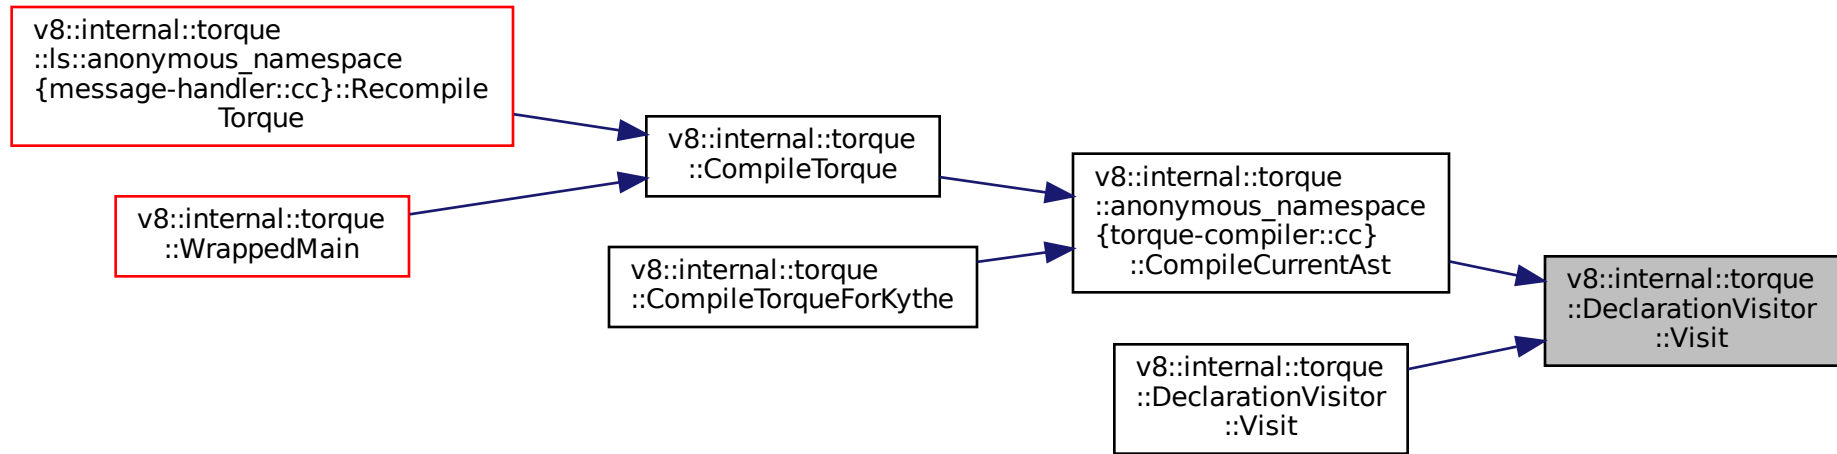 v8::internal::torque
::ls::anonymous_namespace
{message-handler::cc}::Recompile
Torque
v8::internal::torque
::WrappedMain
v8::internal::torque
::CompileTorque
v8::internal::torque
::CompileTorqueForKythe
v8::internal::torque
::anonymous_namespace
{torque-compiler::cc}
::CompileCurrentAst
v8::internal::torque
::DeclarationVisitor
::Visit
v8::internal::torque
::DeclarationVisitor
::Visit